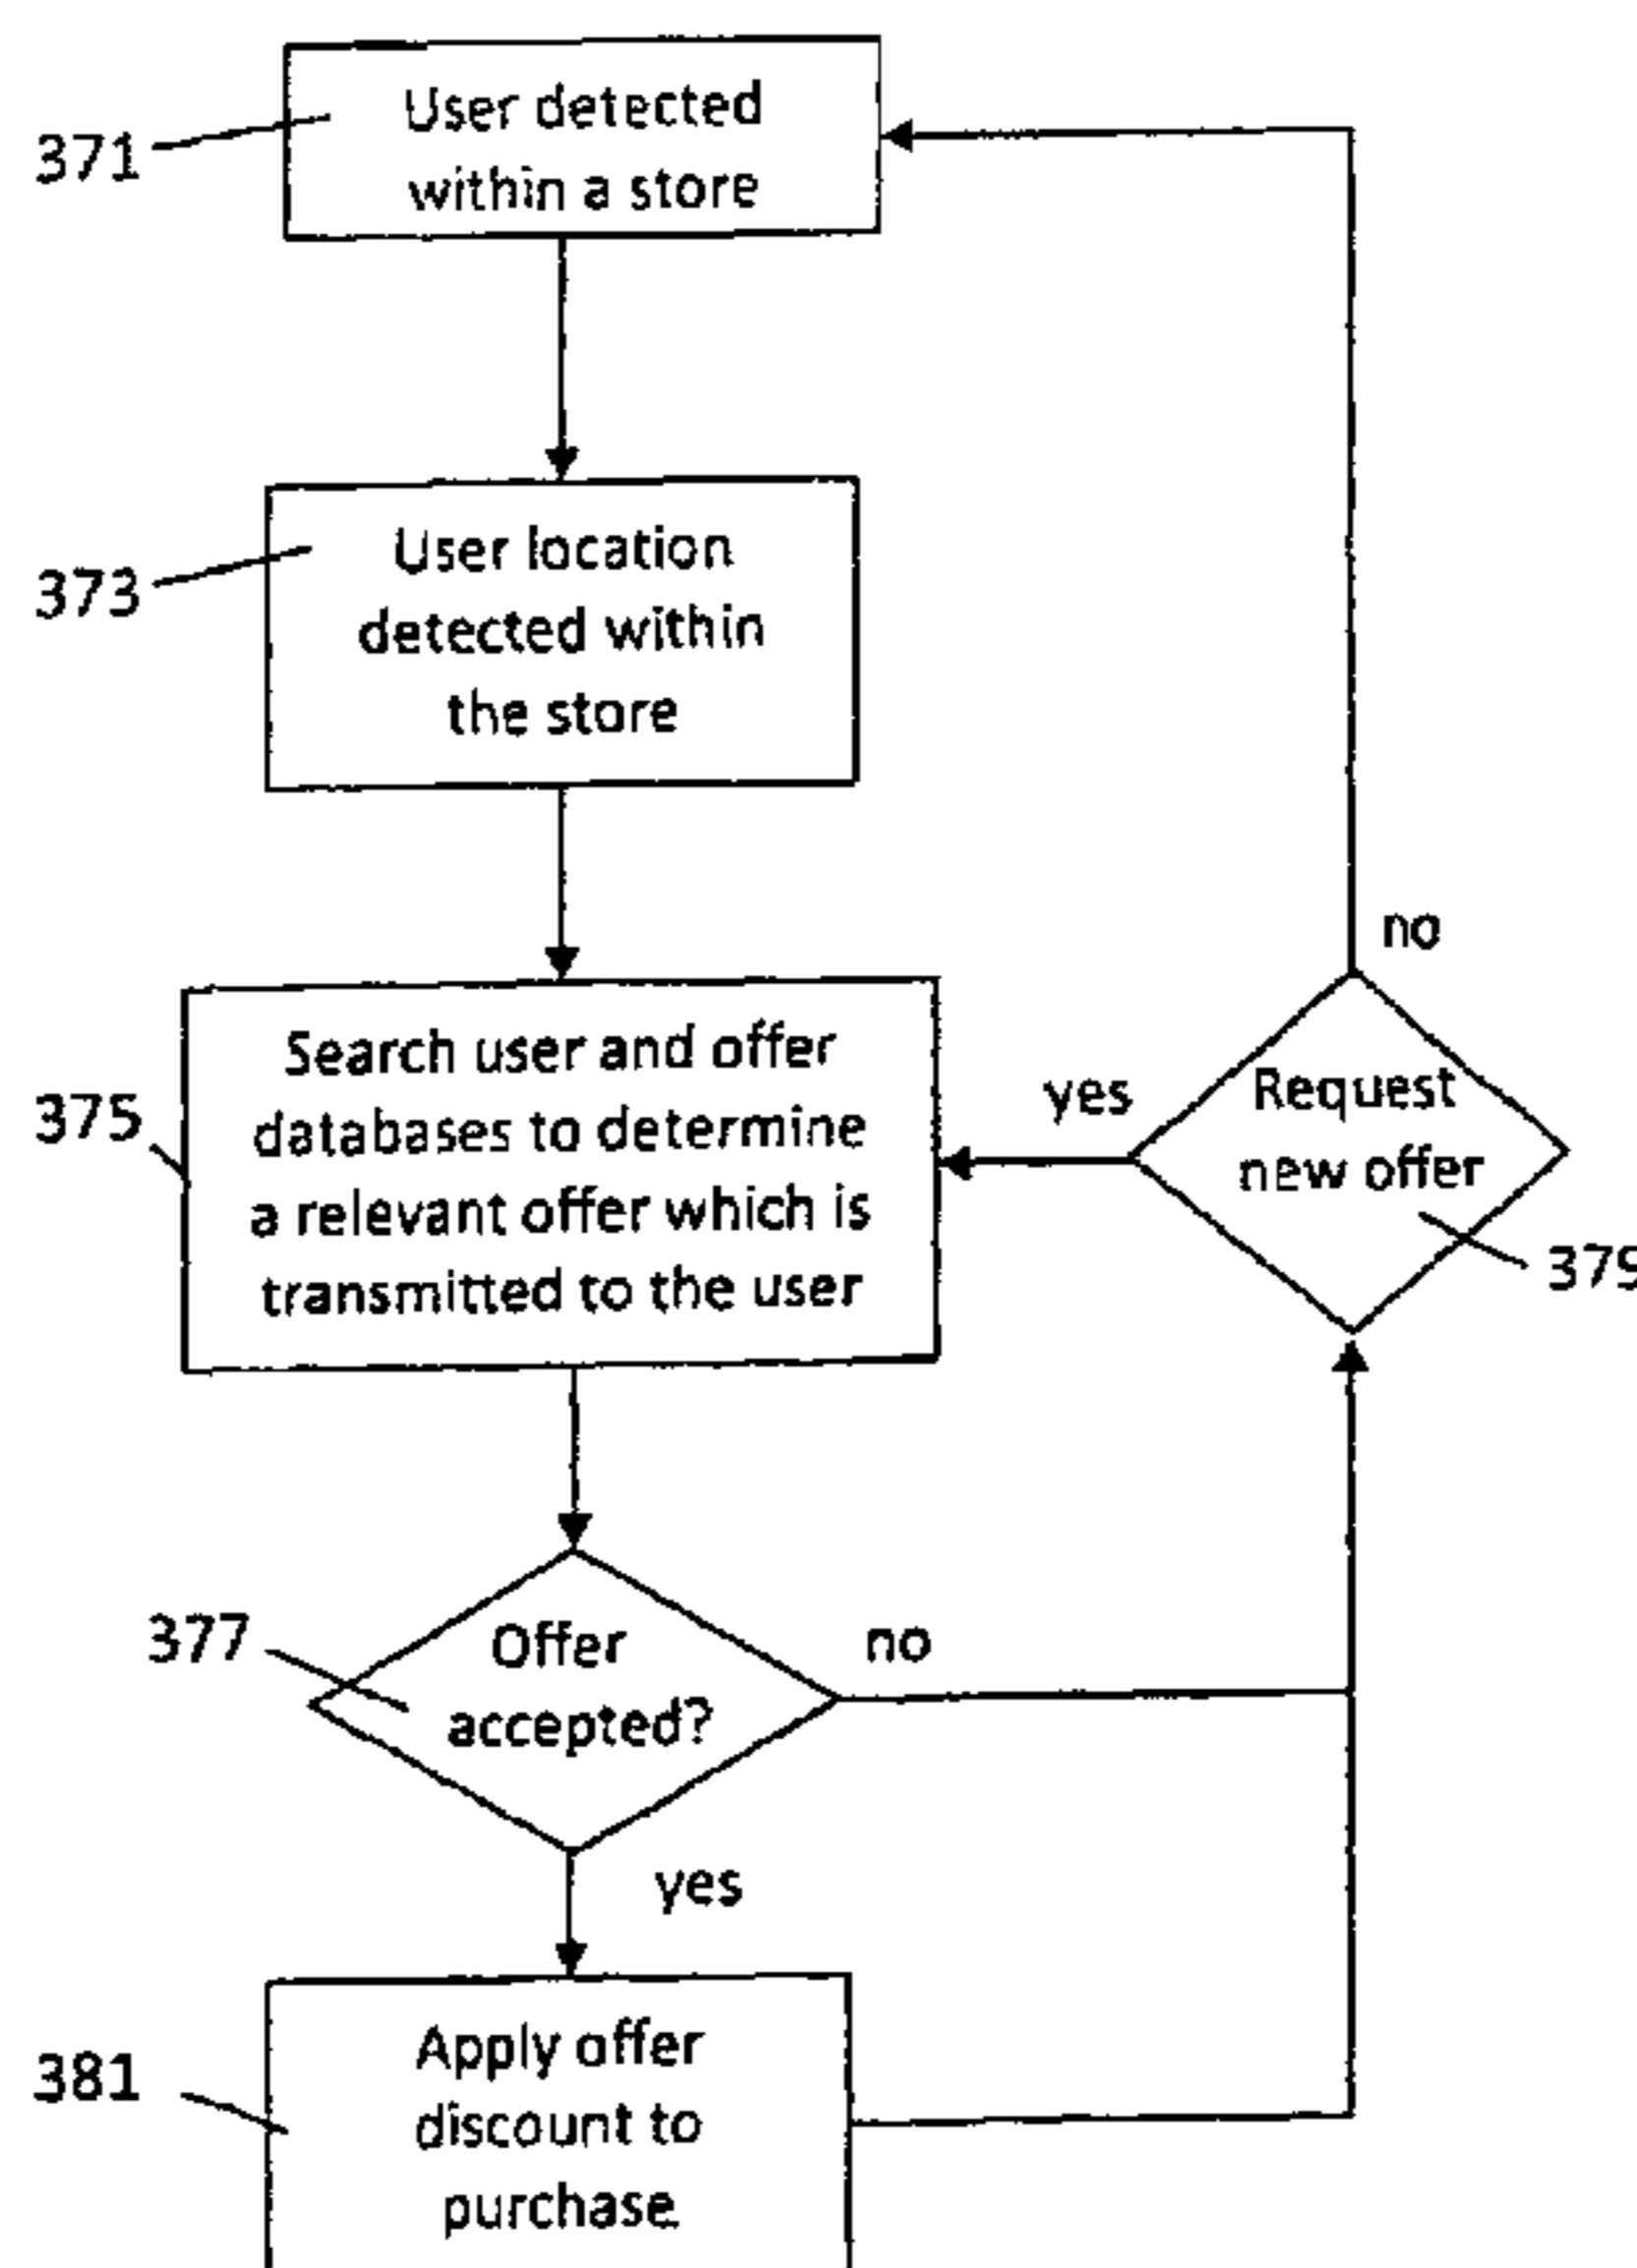 371
User detected
within a store
373
User location
detected within
the store
375
Search user and offer
databases to determine
a relevant offer which is
transmitted to the user
yes
no
Request
new offer
379
377
Offer
accepted?
no
yes
381
Apply offer
discount to
purchase